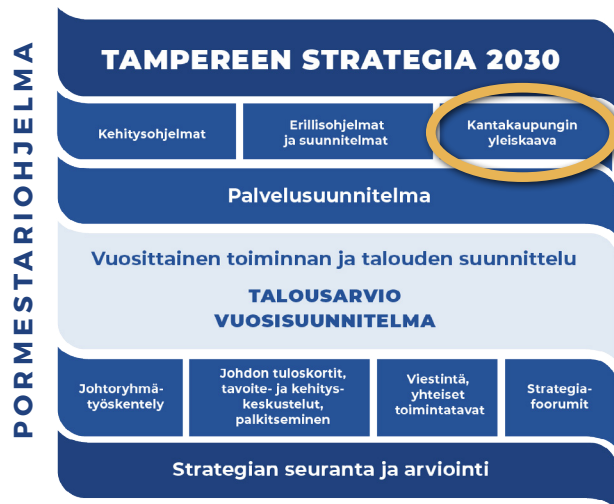 PORMESTARIOHJELMA
TAMPEREEN STRATEGIA 2030
Kehitysohjelmat
Erillisohjelmat
ja suunnitelmat
Kantakaupungin
yleiskaava
Palvelusuunnitelma
Vuosittainen toiminnan ja talouden suunnittelu
TALOUSARVIO
VUOSISUUNNITELMA
Johtoryhmä-
työskentely
Johdon tuloskortit,
tavoite- ja kehitys-
keskustelut,
palkitseminen
Viestintä,
yhteiset
toimintatavat
Strategia-
foorumit
Strategian seuranta ja arviointi